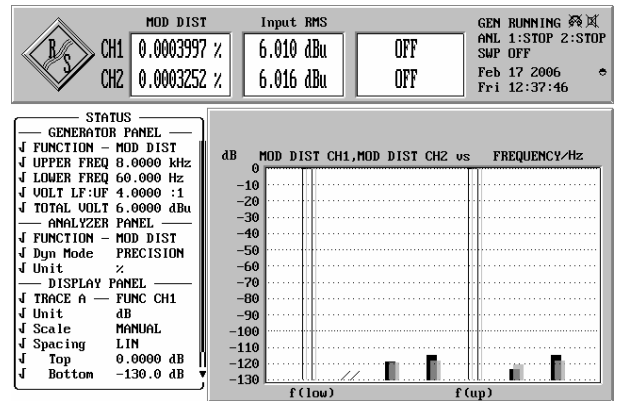 MOD DIST Input RMS
R S
CH1 0.0003997 % 6.010 dBu OFF
CH2 0.0003252 % 6.016 dBu OFF
GEN RUNNING
ANL 1:STOP 2:STOP
SWP OFF
Feb 17 2006
Fri 12:37:46
STATUS
GENERATOR PANEL
FUNCTION – MOD DIST
UPPER FREQ 8.0000 kHz
LOWER FREQ 60.000 Hz
VOLT LF:UF 4.0000 :1
TOTAL VOLT 6.0000 dBu
ANALYZER PANEL
FUNCTION – MOD DIST
Dyn Mode PRECISION
Unit %
DISPLAY PANEL
TRACE A — FUNC CH1
Unit dB
Scale MANUAL
Spacing LIN
Top 0.0000 dB
Bottom -130.0 dB
dB MOD DIST CH1,MOD DIST CH2 vs FREQUENCY/Hz
0
-10
-20
-30
-40
-50
-60
-70
-80
-90
-100
-110
-120
-130
f(low) f(up)